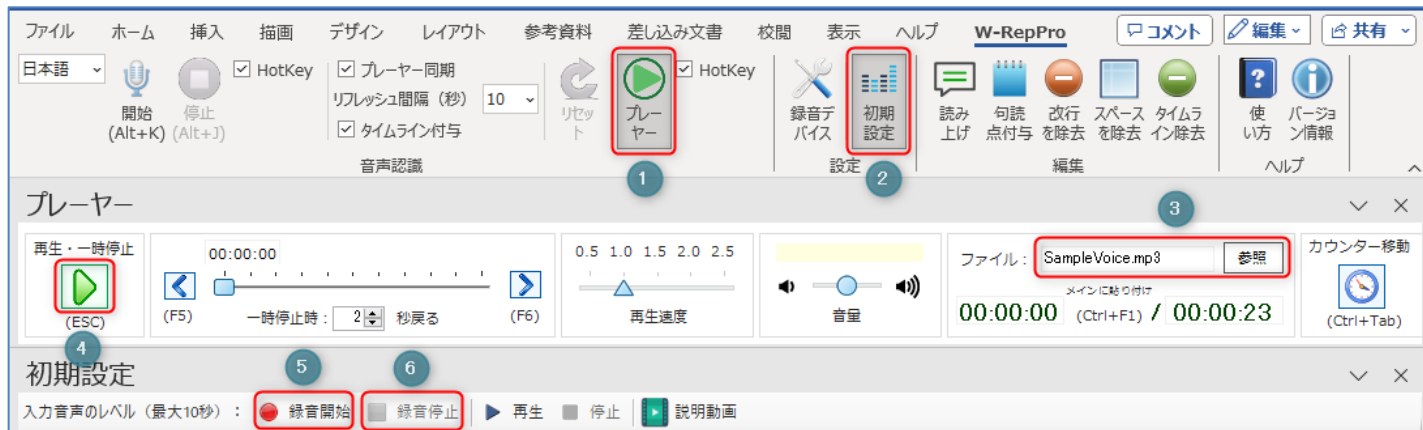 ファイル ホーム 挿入 描画 デザイン レイアウト 参考資料 差し込み文書 校閲 表示 ヘルプ W-RepPro コメント 編集 共有
日本語 HotKey プレーヤー同期 HotKey
リフレッシュ間隔（秒） 10
タイムライン付与
開始 (Alt+K)
停止 (Alt+J)
リセット
プレーヤー
録音デバイス
初期設定
読み上げ
句読点付与
改行を除去
スペースを除去
タイムライン除去
使い方
バージョン情報
音声認識 設定 編集 ヘルプ
1
2
プレーヤー
3
再生・一時停止 00:00:00 0.5 1.0 1.5 2.0 2.5 ファイル： SampleVoice.mp3 参照 カウンター移動
メインに貼り付け
(ESC) (F5) 一時停止時： 2 秒戻る (F6) 再生速度 音量 00:00:00 (Ctrl+F1) / 00:00:23 (Ctrl+Tab)
4
初期設定
5
6
入力音声のレベル（最大10秒）： 録音開始 録音停止 再生 停止 説明動画